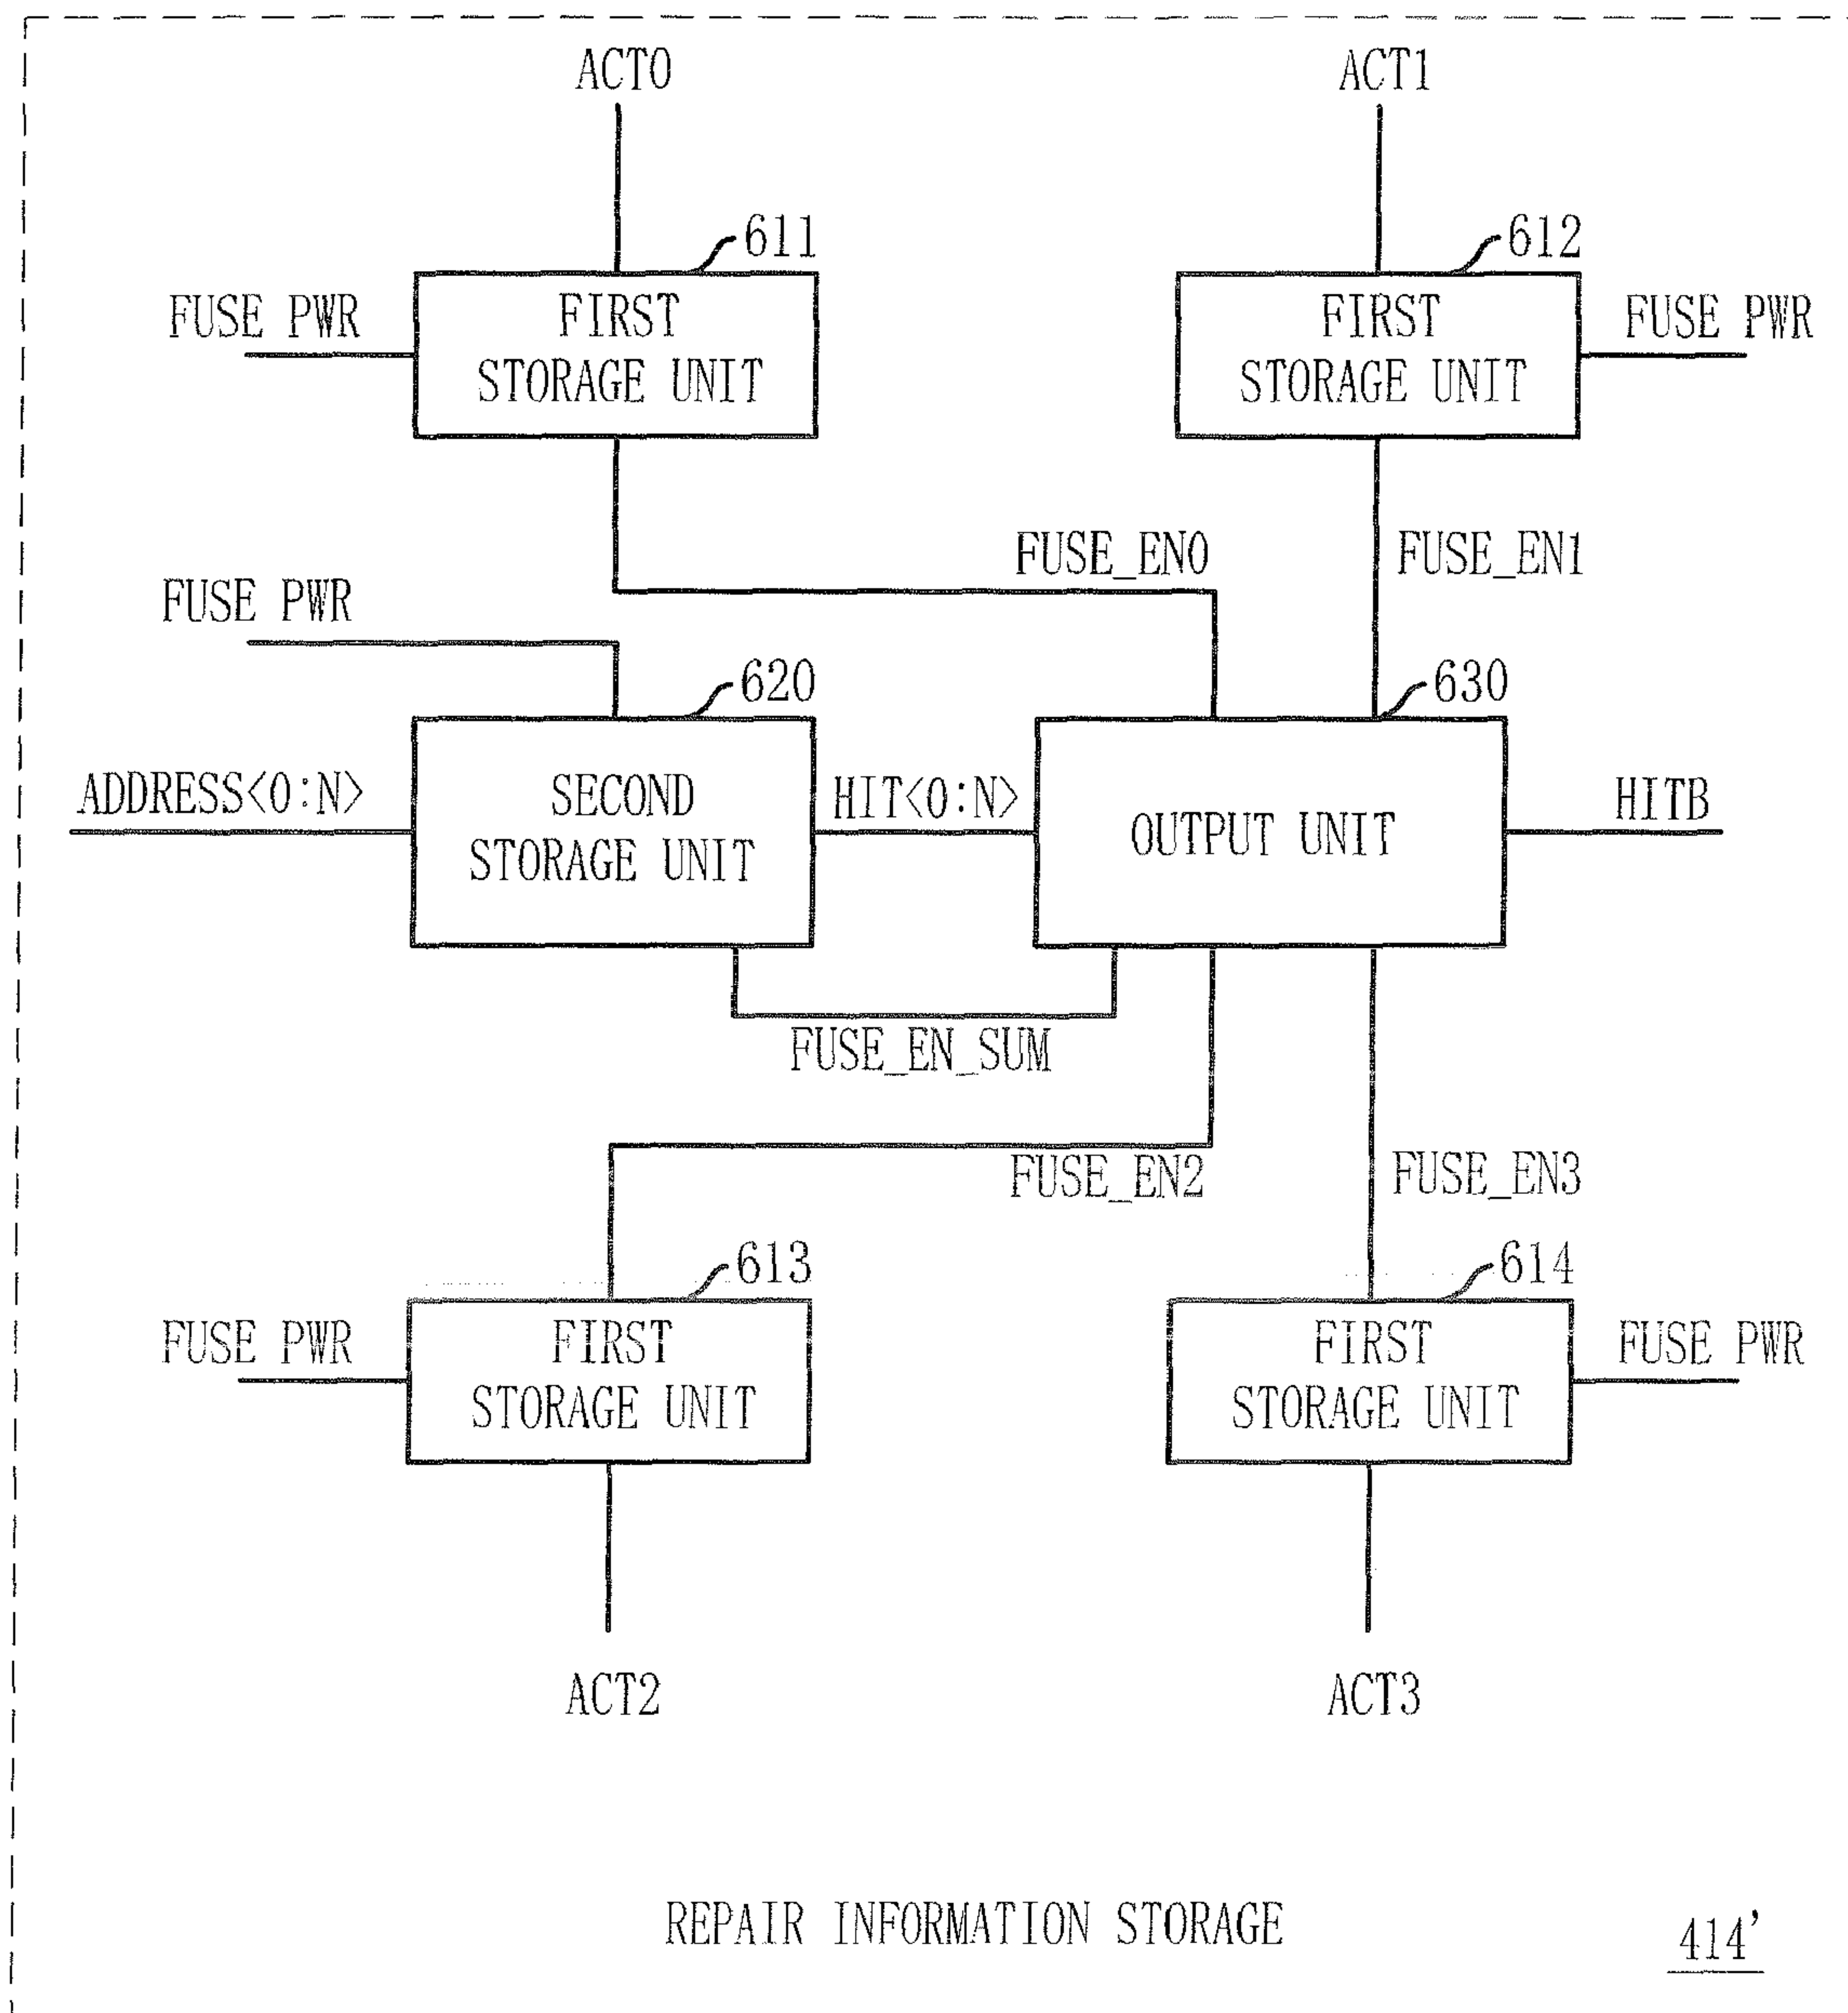 ACT0
ACT1
611
612
FUSE PWR
FIRST
STORAGE UNIT
FIRST
STORAGE UNIT
FUSE PWR
FUSE_EN0
FUSE_EN1
FUSE PWR
620
630
ADDRESS<0:N>
SECOND
STORAGE UNIT
HIT<0:N>
OUTPUT UNIT
HITB
FUSE_EN_SUM
FUSE_EN2
FUSE_EN3
613
614
FUSE PWR
FIRST
STORAGE UNIT
FIRST
STORAGE UNIT
FUSE PWR
ACT2
ACT3
REPAIR INFORMATION STORAGE
414'